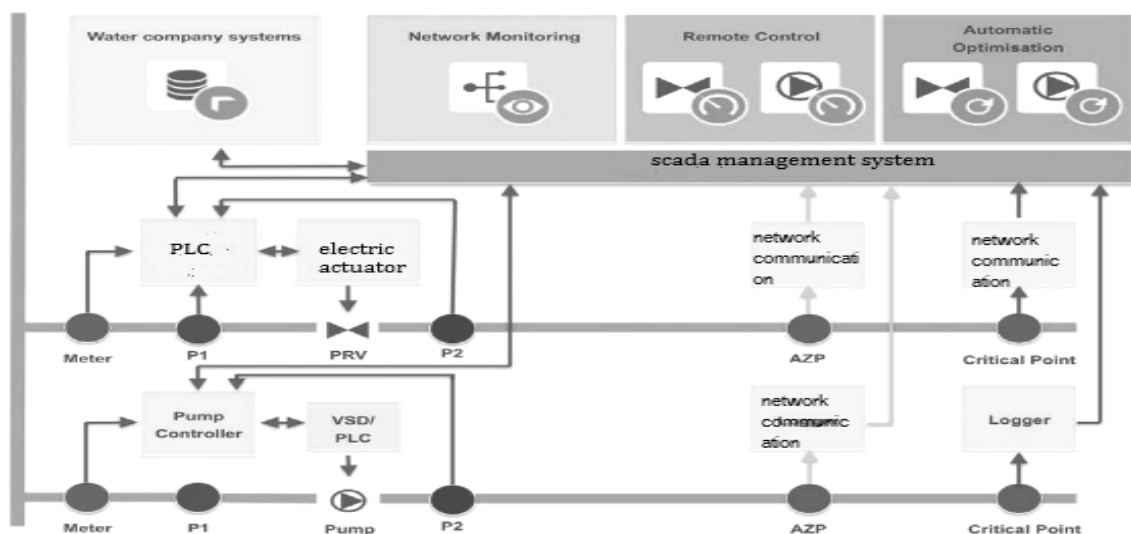 Water company systems
Network Monitoring
Remote Control
Automatic
Optimisation
scada management system
PLC
electric
actuator
network
communicati
on
network
communic
ation
Meter
P1
PRV
P2
AZP
Critical Point
Pump
Controller
VSD/
PLC
network
communic
ation
Logger
Meter
P1
Pump
P2
AZP
Critical Point